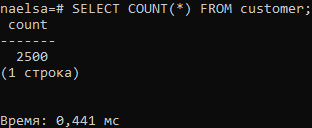 naelsa=# SELECT COUNT(*) FROM customer;
count
-------
2500
(1 строка)
Время: 0,441 мс